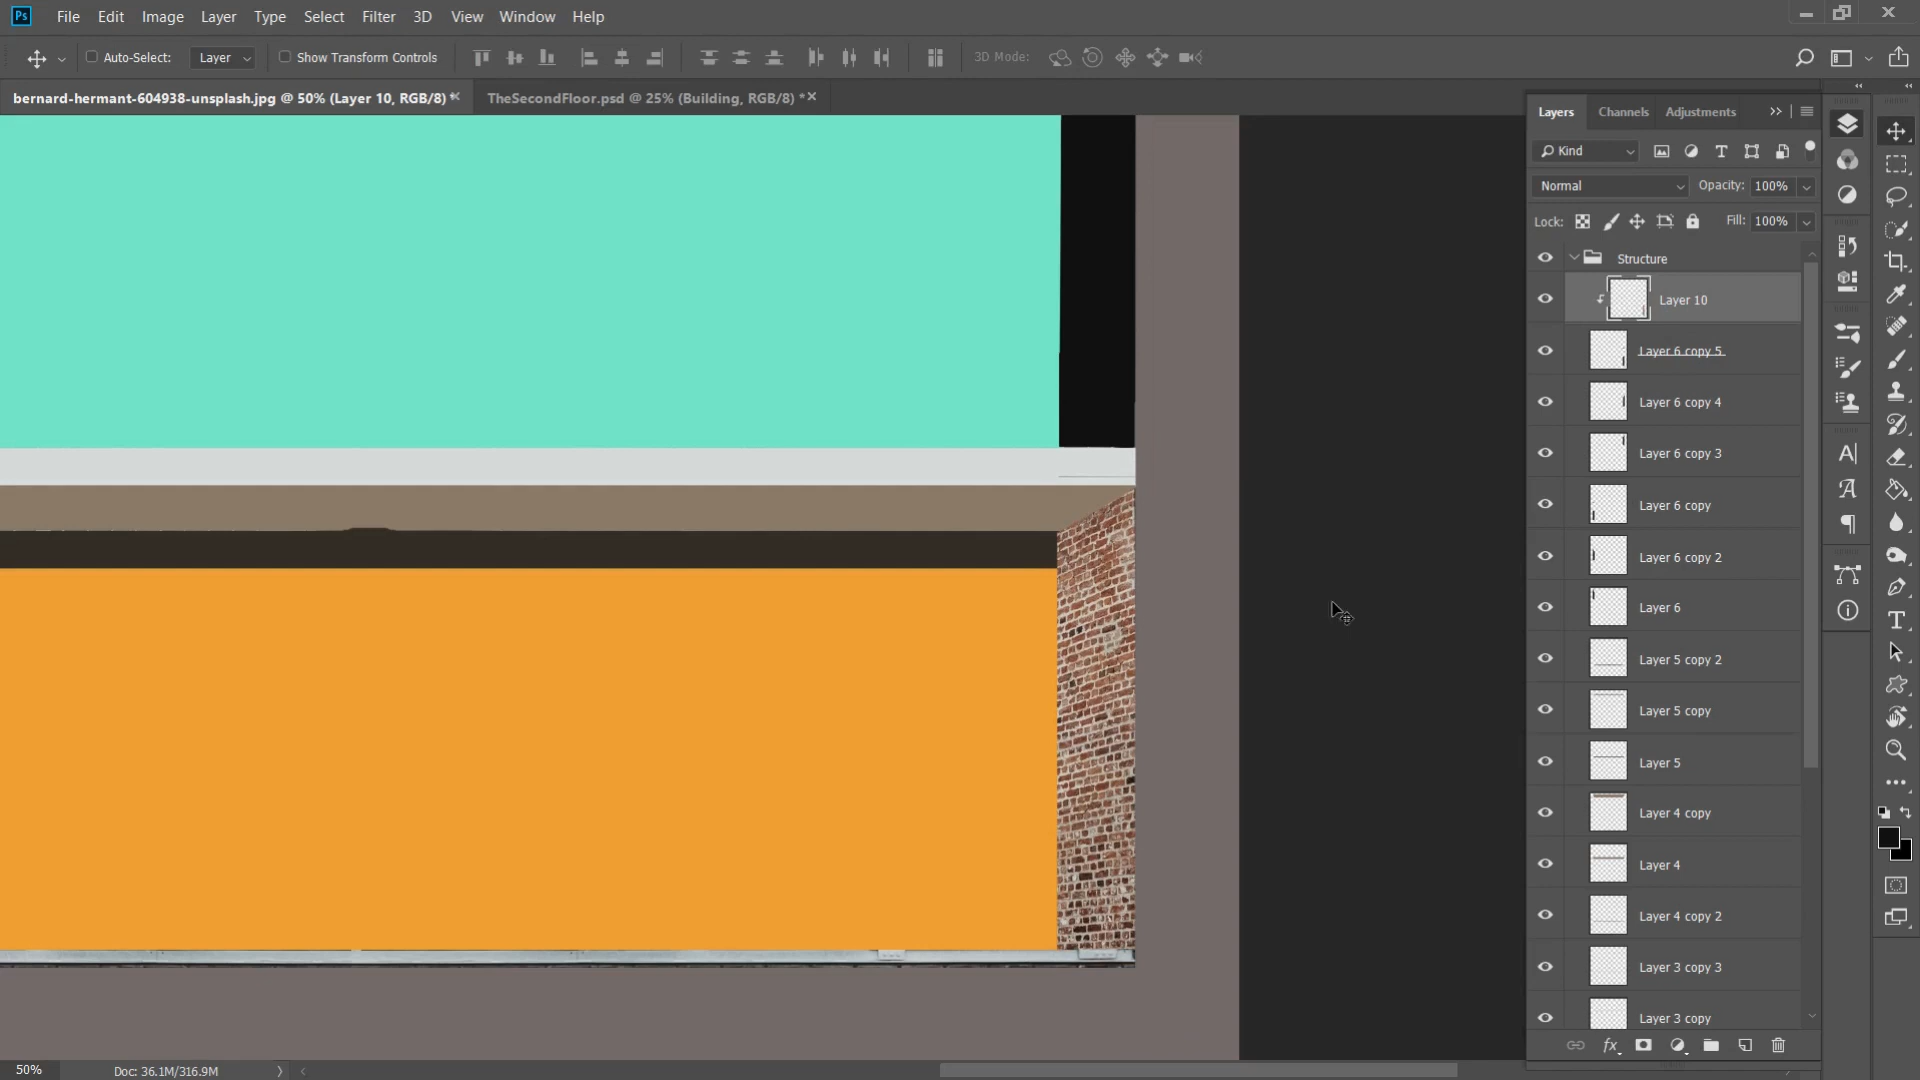 Ps File Edit Image Layer Type Select Filter 3D View Window Help
Auto-Select: Layer Show Transform Controls 3D Mode:
bernard-hermant-604938-unsplash.jpg @ 50% (Layer 10, RGB/8) * TheSecondFloor.psd @ 25% (Building, RGB/8) *
Layers Channels Adjustments
Kind
Normal Opacity: 100%
Lock: Fill: 100%
Structure
Layer 10
Layer 6 copy 5
Layer 6 copy 4
Layer 6 copy 3
Layer 6 copy
Layer 6 copy 2
Layer 6
Layer 5 copy 2
Layer 5 copy
Layer 5
Layer 4 copy
Layer 4
Layer 4 copy 2
Layer 3 copy 3
Layer 3 copy
50% Doc: 36.1M/316.9M